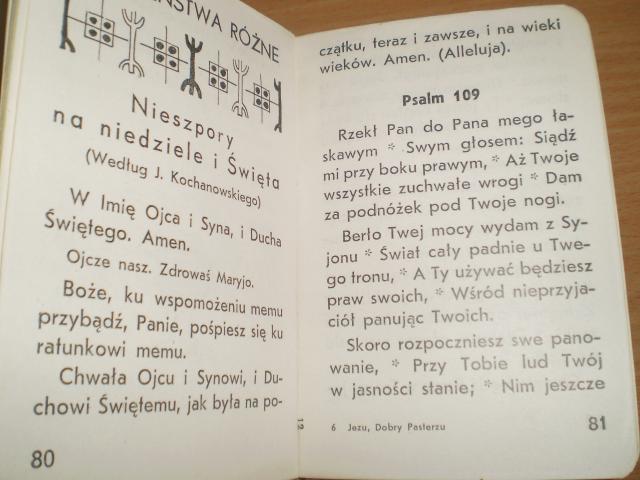 ŃSTWA RÓŻNE
Nieszpory
na niedziele i Święta
(Według J. Kochanowskiego)
W Imię Ojca i Syna, i Ducha
Świętego. Amen.
Ojcze nasz. Zdrowaś Maryjo.
Boże, ku wspomożeniu memu
przybądź, Panie, pośpiesz się ku
ratunkowi memu.
Chwała Ojcu i Synowi, i Du-
chowi Świętemu, jak była na po-
80
czątku, teraz i zawsze, i na wieki
wieków. Amen. (Alleluja).
Psalm 109
Rzekł Pan do Pana mego ła-
skawym * Swym głosem: Siądź
mi przy boku prawym, * Aż Twoje
wszystkie zuchwałe wrogi * Dam
za podnóżek pod Twoje nogi.
Berło Twej mocy wydam z Sy-
jonu * Świat cały padnie u Twe-
go tronu, * A Ty używać będziesz
praw swoich, * Wśród nieprzyja-
ciół panując Twoich.
Skoro rozpoczniesz swe pano-
wanie, * Przy Tobie lud Twój
w jasności stanie; * Nim jeszcze
6 Jezu, Dobry Pasterzu
81